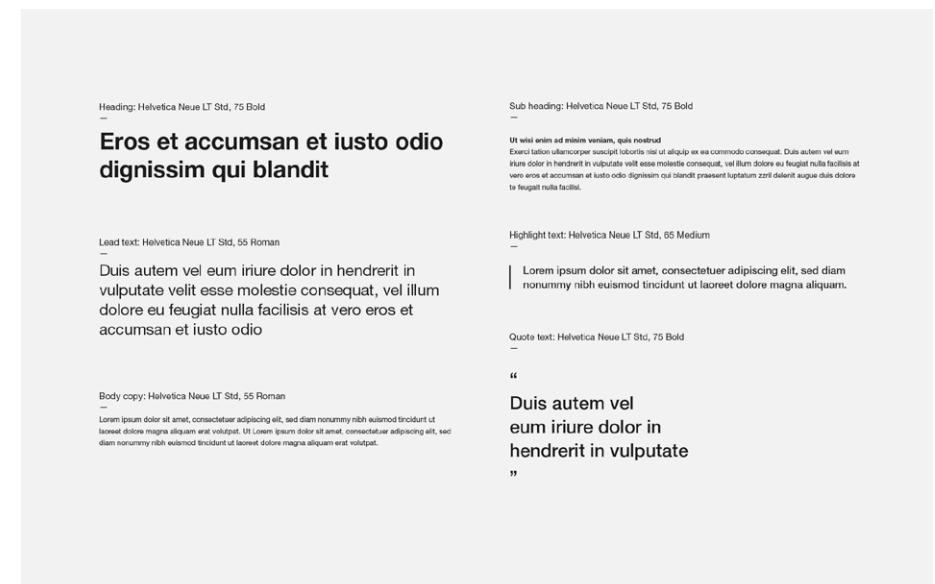 Heading: Helvetica Neue LT Std, 75 Bold
—
Eros et accumsan et iusto odio
dignissim qui blandit
Lead text: Helvetica Neue LT Std, 55 Roman
—
Duis autem vel eum iriure dolor in hendrerit in
vulputate velit esse molestie consequat, vel illum
dolore eu feugiat nulla facilisis at vero eros et
accumsan et iusto odio
Body copy: Helvetica Neue LT Std, 55 Roman
—
Lorem ipsum dolor sit amet, consectetuer adipiscing elit, sed diam nonummy nibh euismod tincidunt ut
laoreet dolore magna aliquam erat volutpat. Ut Lorem ipsum dolor sit amet, consectetuer adipiscing elit, sed
diam nonummy nibh euismod tincidunt ut laoreet dolore magna aliquam erat volutpat.
Sub heading: Helvetica Neue LT Std, 75 Bold
—
Ut wisi enim ad minim veniam, quis nostrud
Exerci tation ullamcorper suscipit lobortis nisl ut aliquip ex ea commodo consequat. Duis autem vel eum
iriure dolor in hendrerit in vulputate velit esse molestie consequat, vel illum dolore eu feugiat nulla facilisis at
vero eros et accumsan et iusto odio dignissim qui blandit praesent luptatum zzril delenit augue duis dolore
te feugait nulla facilisi.
Highlight text: Helvetica Neue LT Std, 65 Medium
—
Lorem ipsum dolor sit amet, consectetuer adipiscing elit, sed diam
nonummy nibh euismod tincidunt ut laoreet dolore magna aliquam.
Quote text: Helvetica Neue LT Std, 75 Bold
—
“
Duis autem vel
eum iriure dolor in
hendrerit in vulputate
”